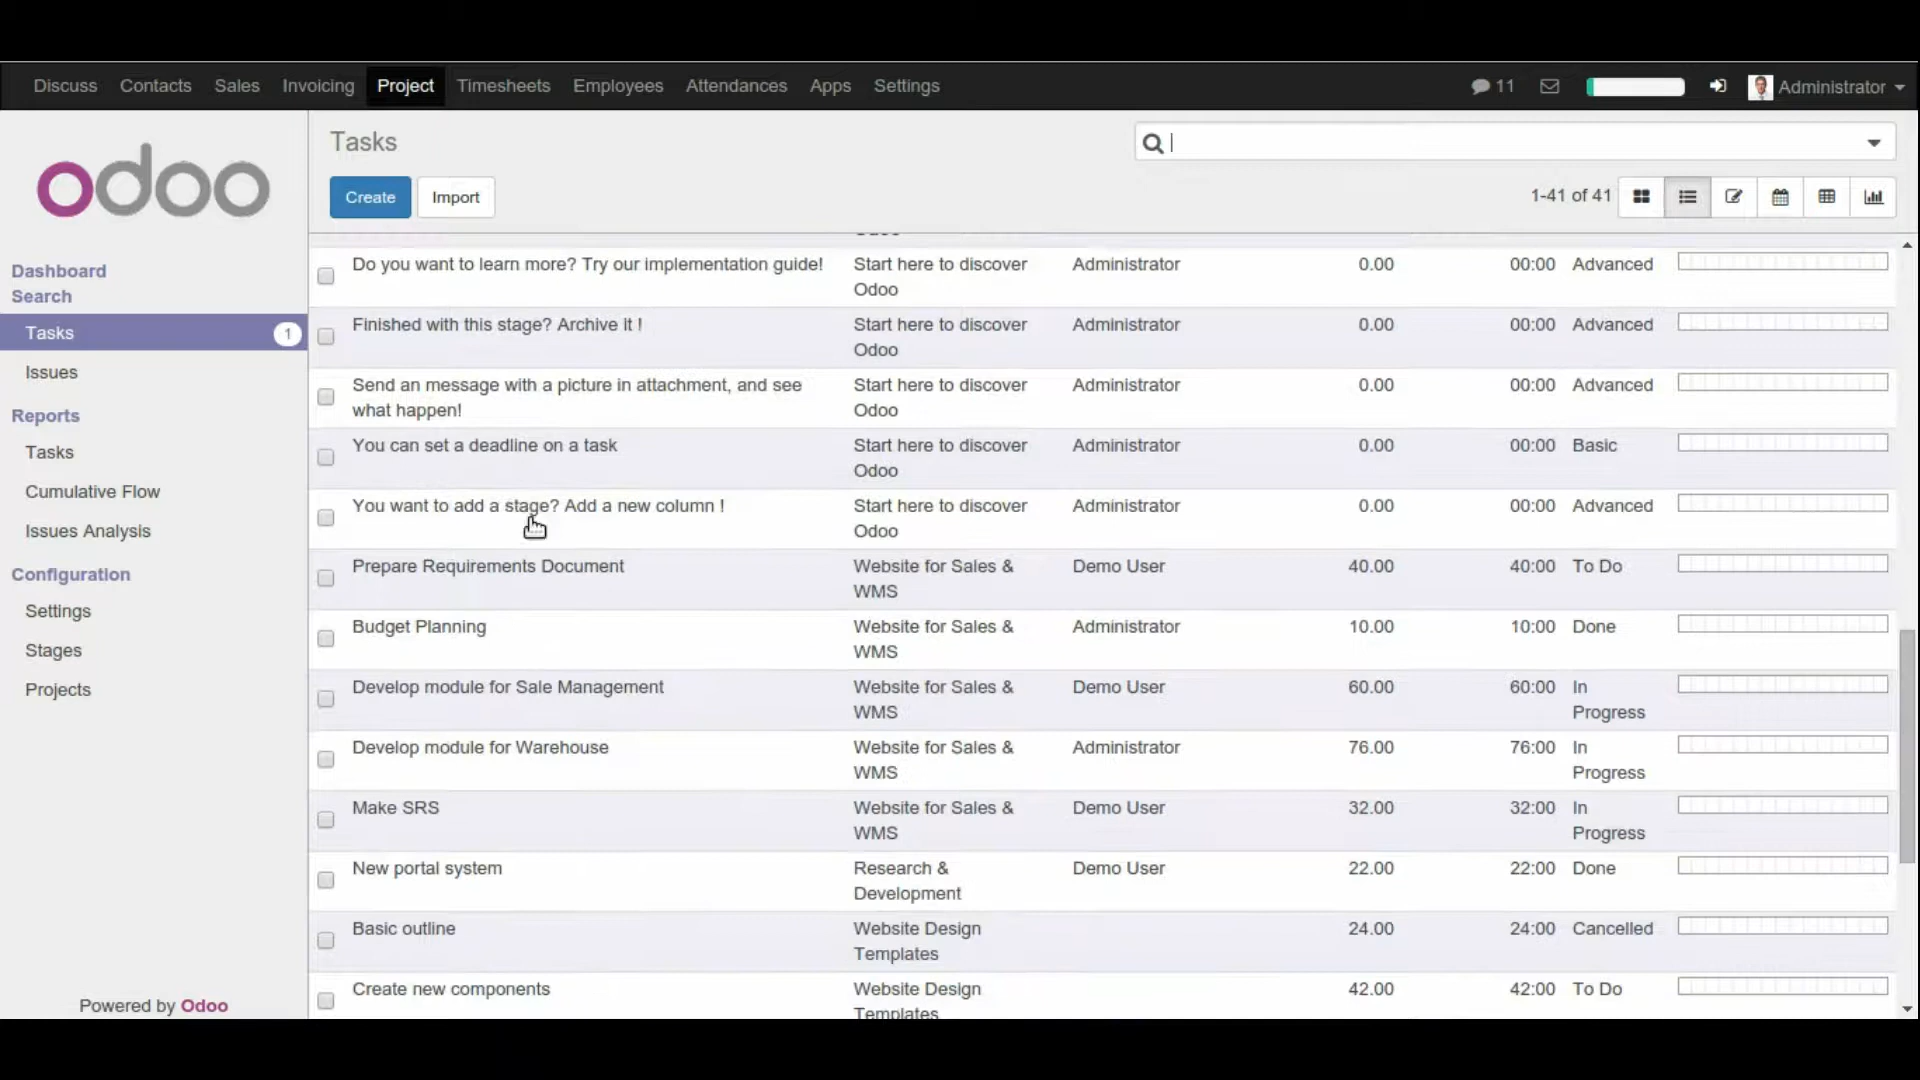 Discuss Contacts Sales Invoicing Project Timesheets Employees Attendances Apps Settings 11 Administrator
odoo
Dashboard
Search
Tasks 1
Issues
Reports
Tasks
Cumulative Flow
Issues Analysis
Configuration
Settings
Stages
Projects
Powered by Odoo
Tasks
Create Import 1-41 of 41
Do you want to learn more? Try our implementation guide! Start here to discover Administrator 0.00 00:00 Advanced
Odoo
Finished with this stage? Archive it ! Start here to discover Administrator 0.00 00:00 Advanced
Odoo
Send an message with a picture in attachment, and see Start here to discover Administrator 0.00 00:00 Advanced
what happen! Odoo
You can set a deadline on a task Start here to discover Administrator 0.00 00:00 Basic
Odoo
You want to add a stage? Add a new column ! Start here to discover Administrator 0.00 00:00 Advanced
Odoo
Prepare Requirements Document Website for Sales & Demo User 40.00 40:00 To Do
WMS
Budget Planning Website for Sales & Administrator 10.00 10:00 Done
WMS
Develop module for Sale Management Website for Sales & Demo User 60.00 60:00 In
WMS Progress
Develop module for Warehouse Website for Sales & Administrator 76.00 76:00 In
WMS Progress
Make SRS Website for Sales & Demo User 32.00 32:00 In
WMS Progress
New portal system Research & Demo User 22.00 22:00 Done
Development
Basic outline Website Design 24.00 24:00 Cancelled
Templates
Create new components Website Design 42.00 42:00 To Do
Templates